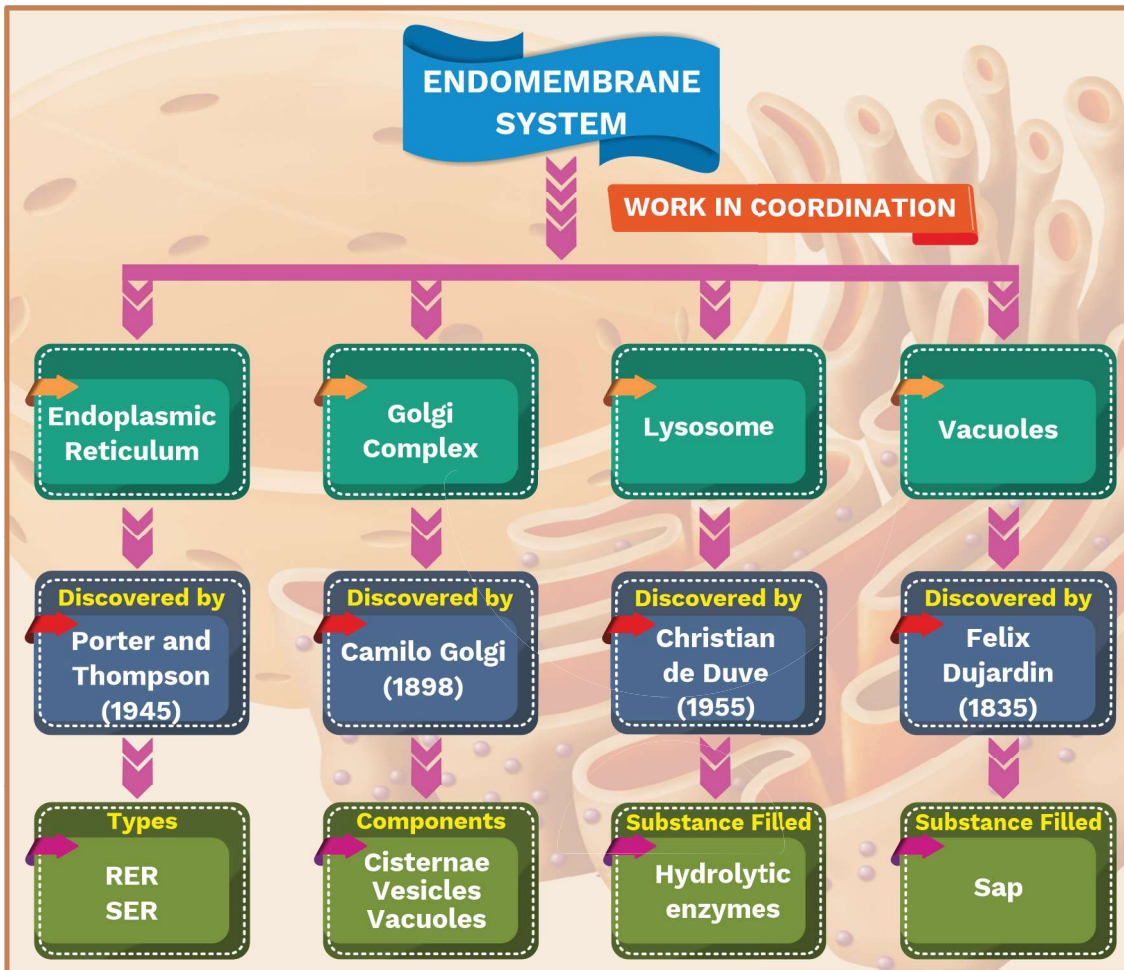 ENDOMEMBRANE
SYSTEM
WORK IN COORDINATION
Endoplasmic
Reticulum
Golgi
Complex
Lysosome
Vacuoles
Discovered by
Porter and
Thompson
(1945)
Discovered by
Camilo Golgi
(1898)
Discovered by
Christian
de Duve
(1955)
Discovered by
Felix
Dujardin
(1835)
Types
RER
SER
Components
Cisternae
Vesicles
Vacuoles
Substance Filled
Hydrolytic
enzymes
Substance Filled
Sap